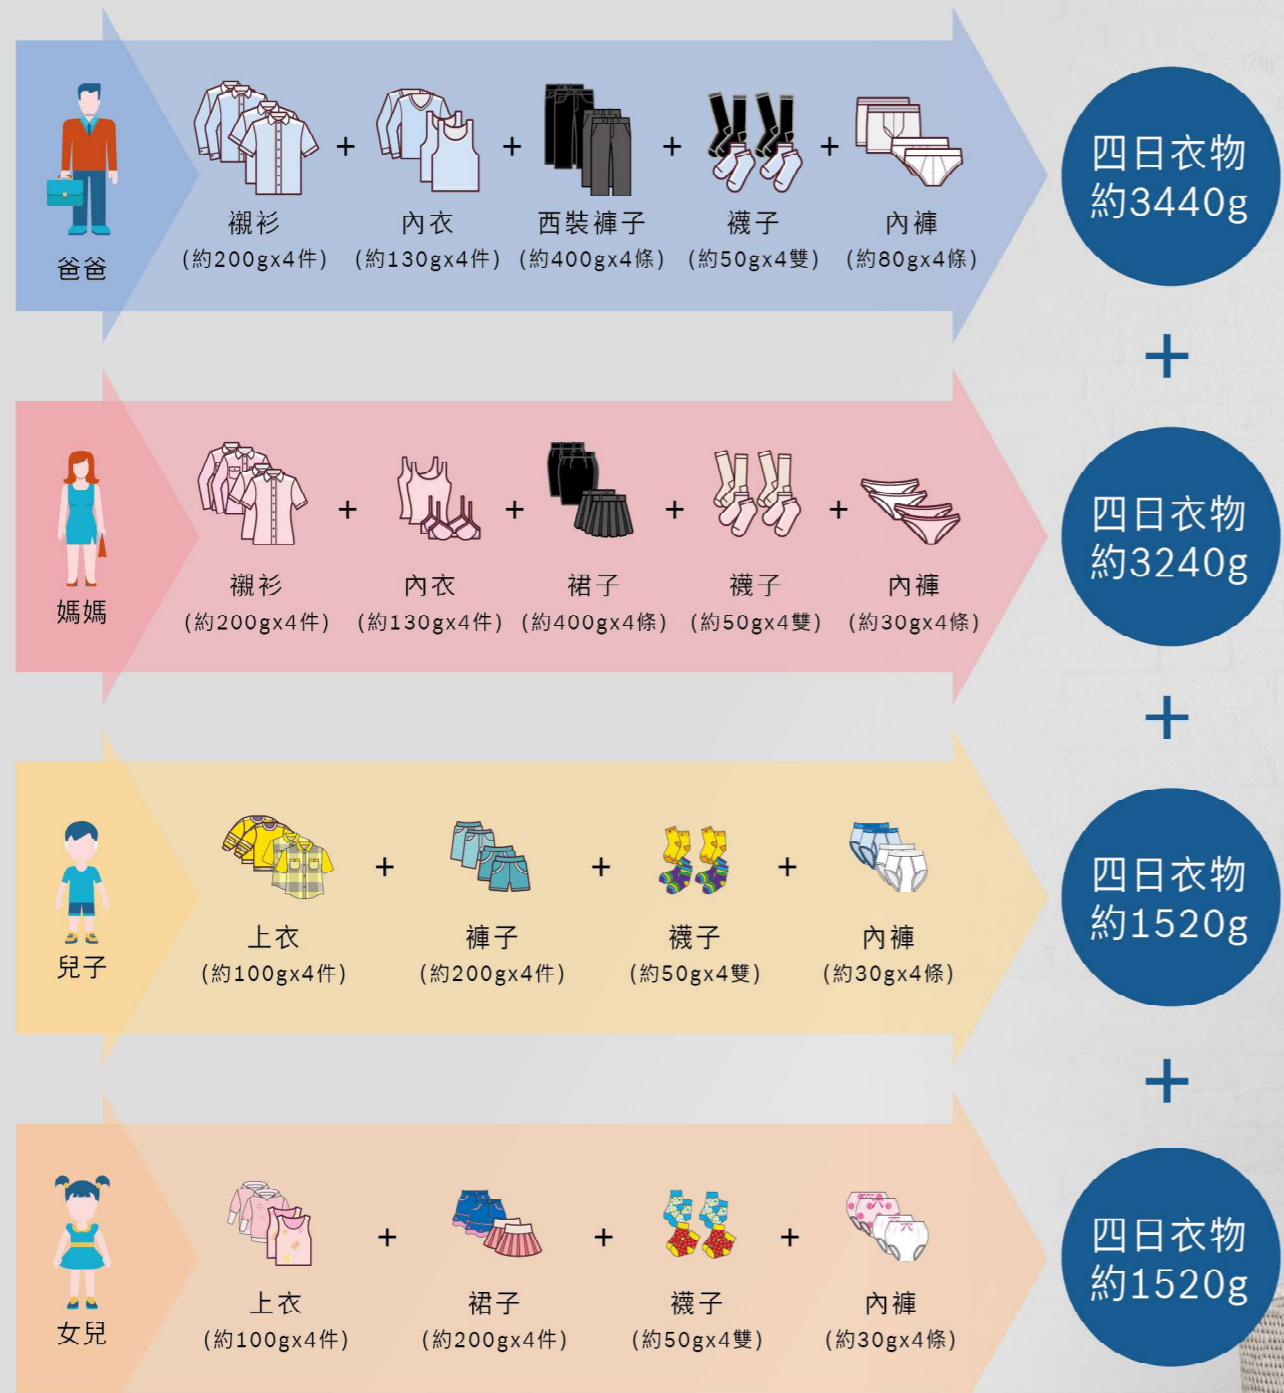 爸爸
襯衫
(約200gx4件)
+
內衣
(約130gx4件)
+
西裝褲子
(約400gx4條)
+
襪子
(約50gx4雙)
+
內褲
(約80gx4條)
四日衣物
約3440g
+
媽媽
襯衫
(約200gx4件)
+
內衣
(約130gx4件)
+
裙子
(約400gx4條)
+
襪子
(約50gx4雙)
+
內褲
(約30gx4條)
四日衣物
約3240g
+
兒子
上衣
(約100gx4件)
+
褲子
(約200gx4件)
+
襪子
(約50gx4雙)
+
內褲
(約30gx4條)
四日衣物
約1520g
+
女兒
上衣
(約100gx4件)
+
裙子
(約200gx4件)
+
襪子
(約50gx4雙)
+
內褲
(約30gx4條)
四日衣物
約1520g